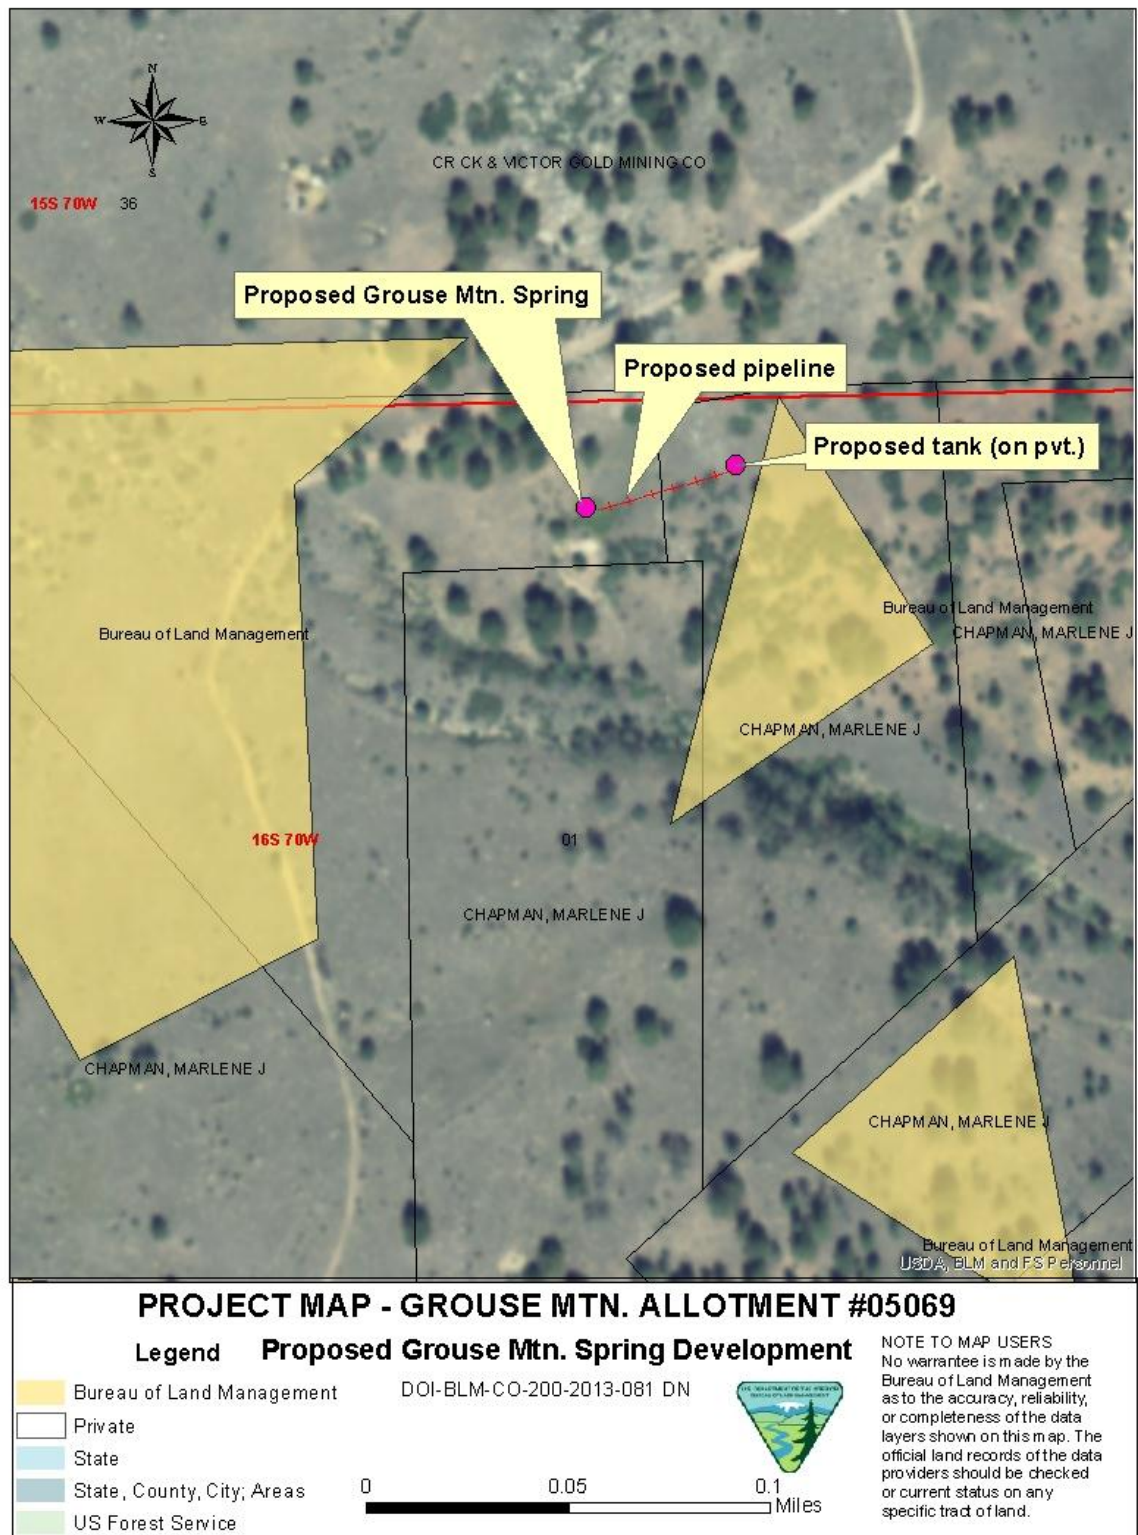 N
W E
S
CR CK & VICTOR GOLD MINING CO
15S 70W 36
Proposed Grouse Mtn. Spring
Proposed pipeline
Proposed tank (on pvt.)
Bureau of Land Management
CHAPMAN, MARLENE J
Bureau of Land Management
CHAPMAN, MARLENE J
16S 70W
01
CHAPMAN, MARLENE J
CHAPMAN, MARLENE J
CHAPMAN, MARLENE J
Bureau of Land Management
USDA, BLM and FS Personnel
PROJECT MAP - GROUSE MTN. ALLOTMENT #05069
Legend
Proposed Grouse Mtn. Spring Development
DOI-BLM-CO-200-2013-081 DN
Bureau of Land Management
Private
State
State, County, City; Areas
US Forest Service
0 0.05 0.1
Miles
NOTE TO MAP USERS
No warrantee is made by the
Bureau of Land Management
as to the accuracy, reliability,
or completeness of the data
layers shown on this map. The
official land records of the data
providers should be checked
or current status on any
specific tract of land.